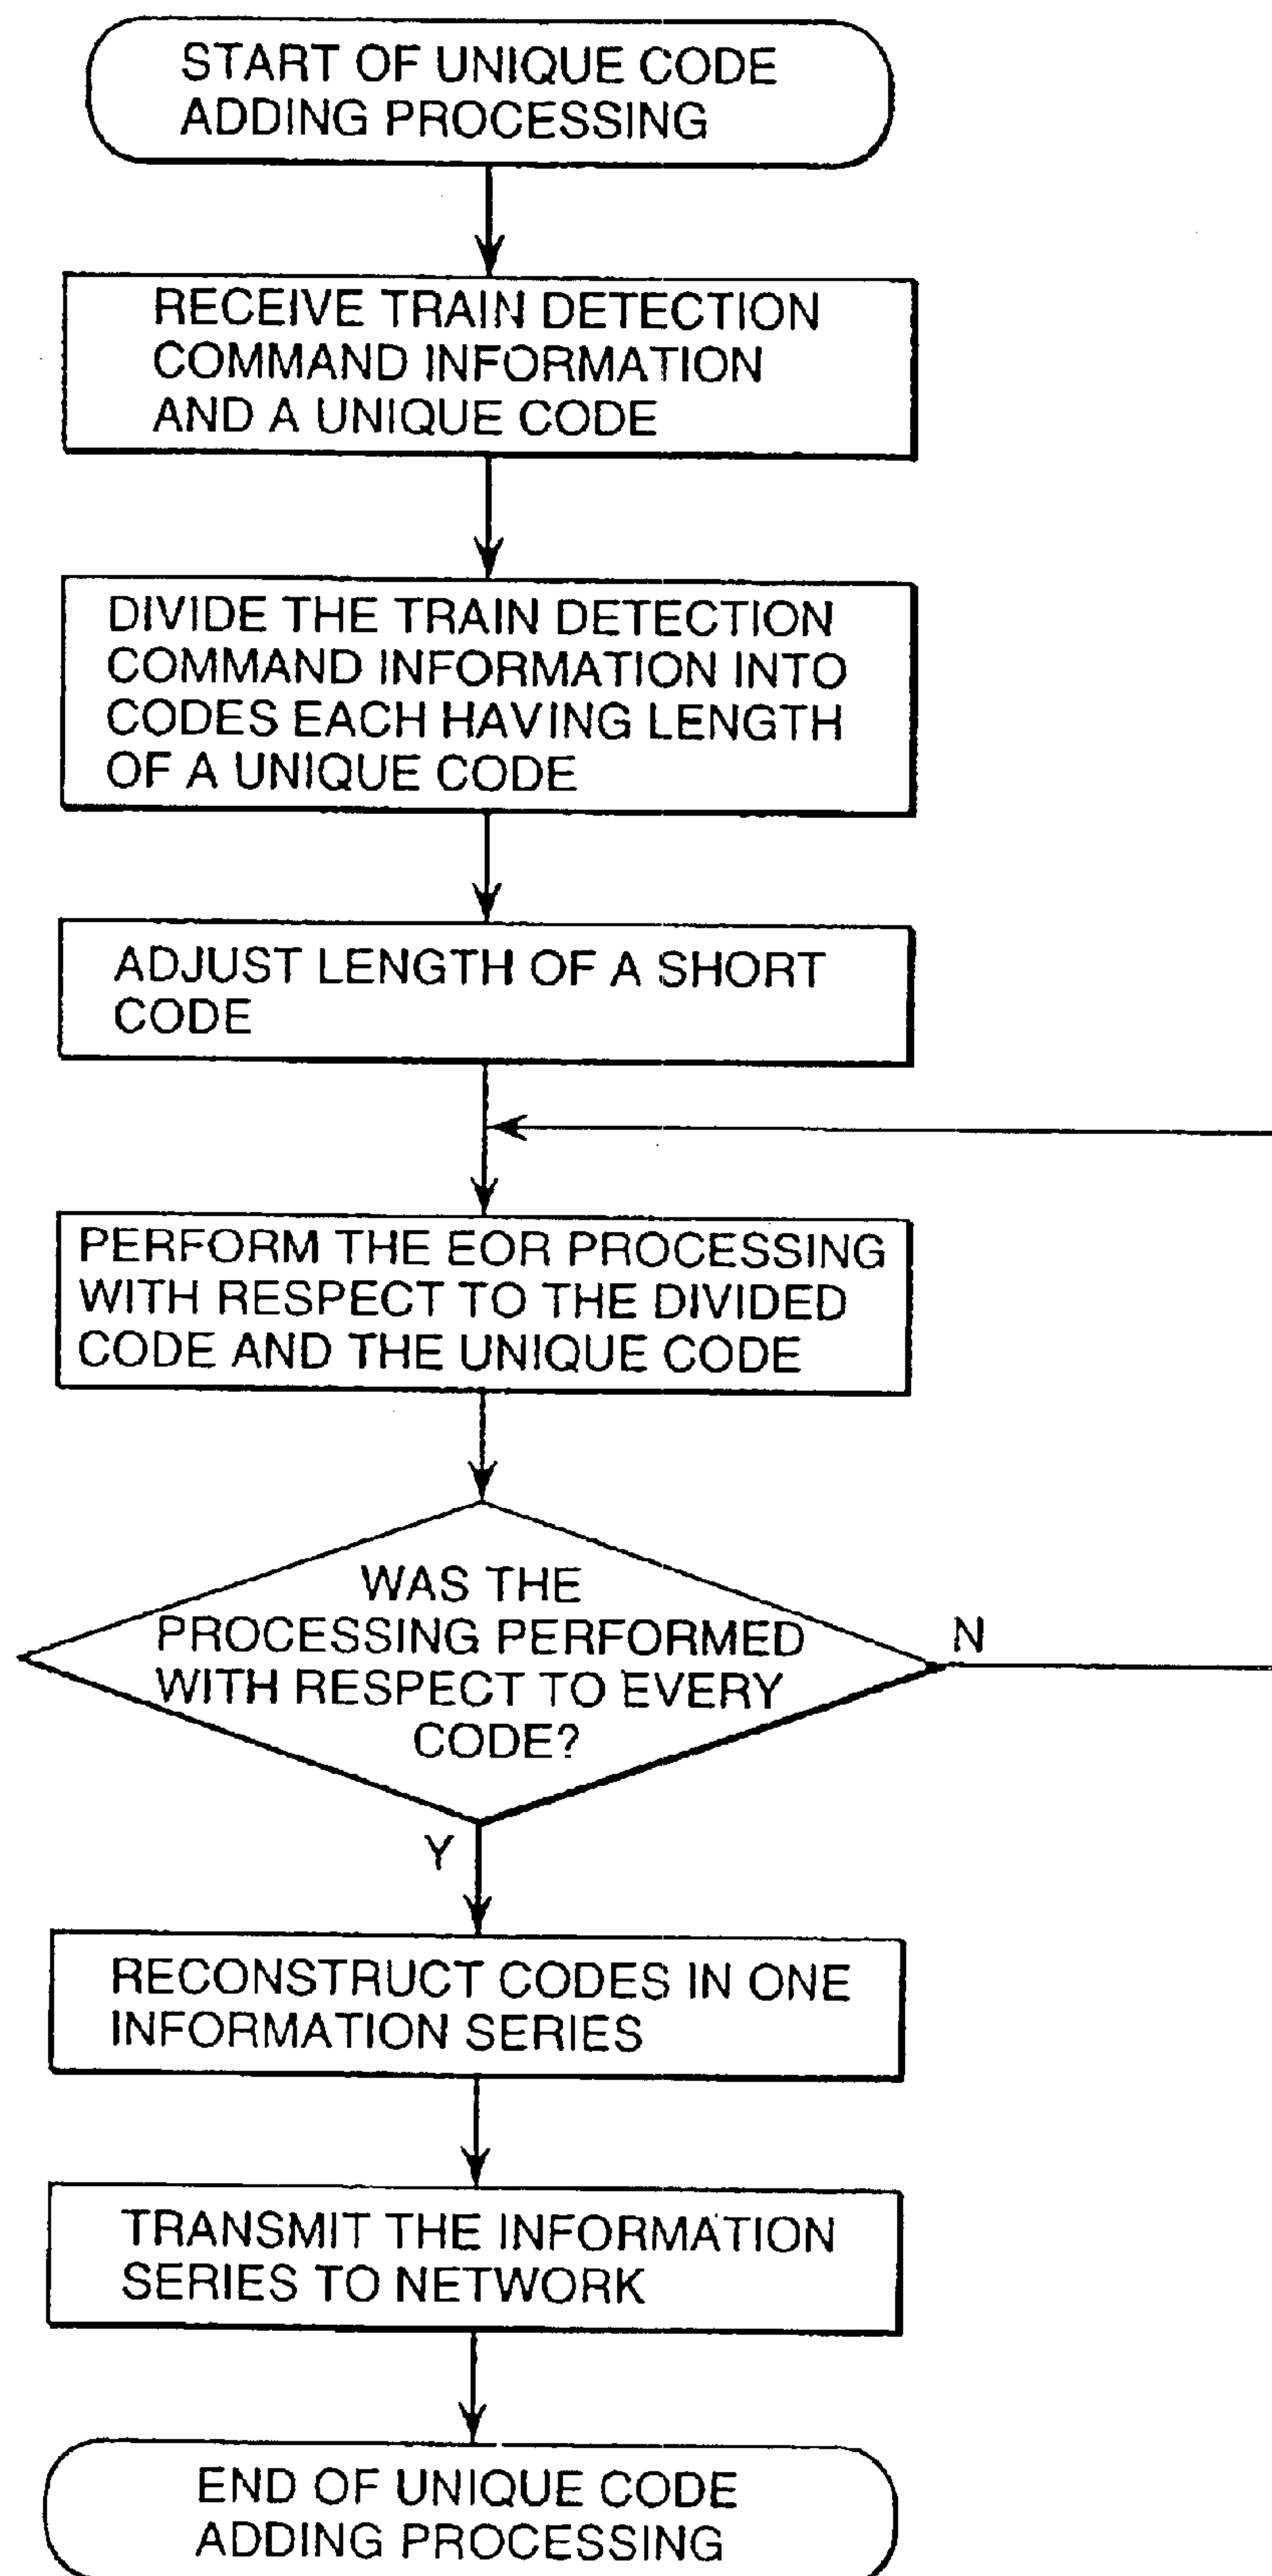 START OF UNIQUE CODE
ADDING PROCESSING
RECEIVE TRAIN DETECTION
COMMAND INFORMATION
AND A UNIQUE CODE
DIVIDE THE TRAIN DETECTION
COMMAND INFORMATION INTO
CODES EACH HAVING LENGTH
OF A UNIQUE CODE
ADJUST LENGTH OF A SHORT
CODE
PERFORM THE EOR PROCESSING
WITH RESPECT TO THE DIVIDED
CODE AND THE UNIQUE CODE
WAS THE
PROCESSING PERFORMED
WITH RESPECT TO EVERY
CODE?
N
Y
RECONSTRUCT CODES IN ONE
INFORMATION SERIES
TRANSMIT THE INFORMATION
SERIES TO NETWORK
END OF UNIQUE CODE
ADDING PROCESSING